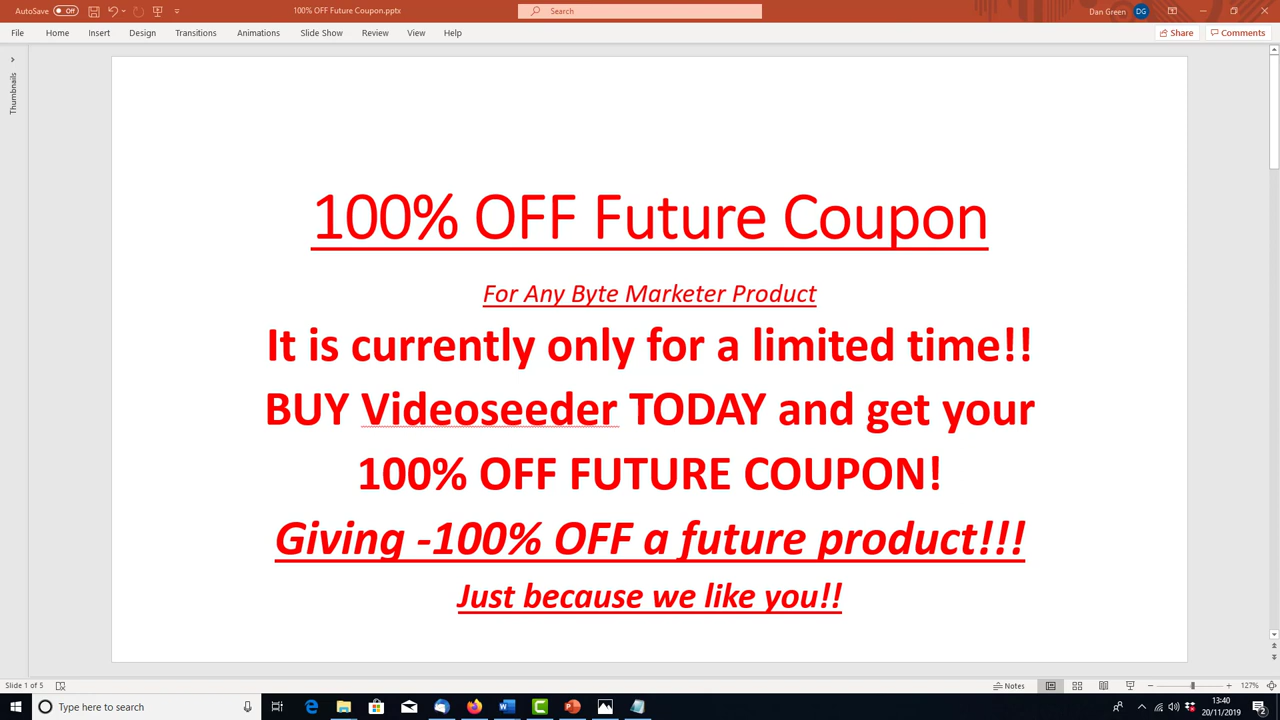 AutoSave Off 100% OFF Future Coupon.pptx Search Dan Green DG
File Home Insert Design Transitions Animations Slide Show Review View Help Share Comments
Thumbnails
100% OFF Future Coupon
For Any Byte Marketer Product
It is currently only for a limited time!!
BUY Videoseeder TODAY and get your
100% OFF FUTURE COUPON!
Giving -100% OFF a future product!!!
Just because we like you!!
Slide 1 of 5 Notes 127%
Type here to search 13:40
20/11/2019 2